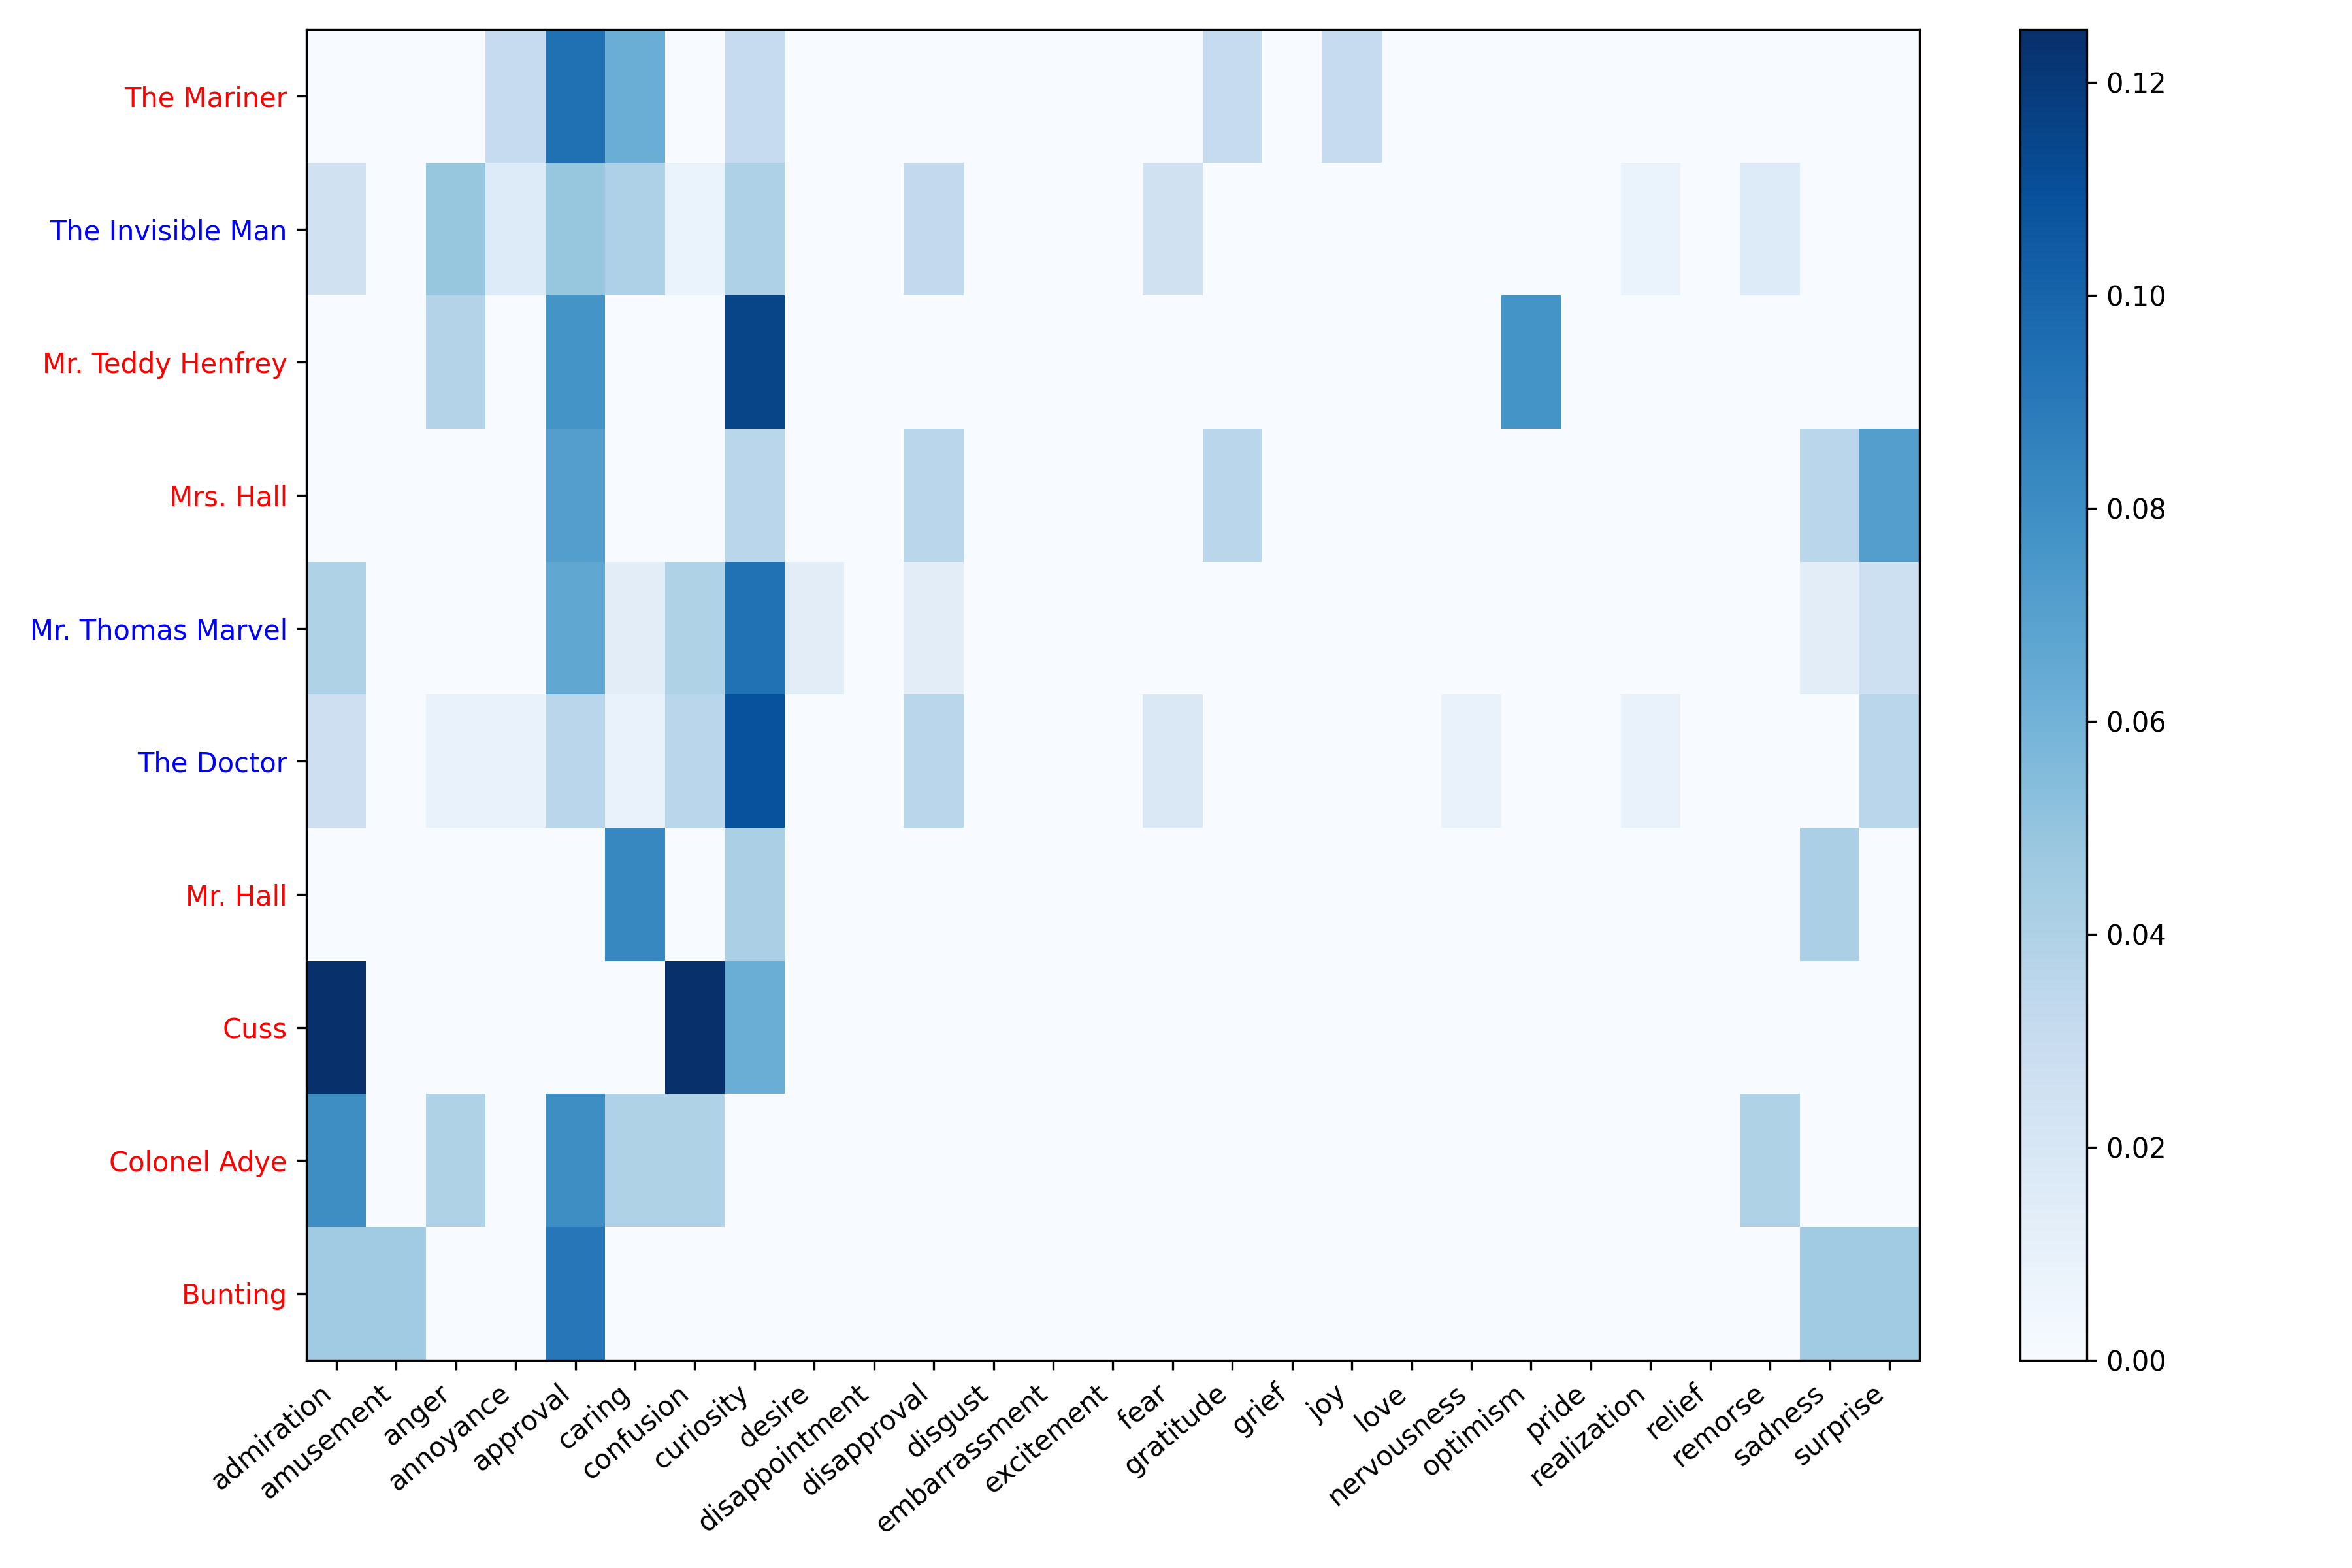 The Mariner
The Invisible Man
Mr. Teddy Henfrey
Mrs. Hall
Mr. Thomas Marvel
The Doctor
Mr. Hall
Cuss
Colonel Adye
Bunting
admiration
amusement
anger
annoyance
approval
caring
confusion
curiosity
desire
disappointment
disapproval
disgust
embarrassment
excitement
fear
gratitude
grief
joy
love
nervousness
optimism
pride
realization
relief
remorse
sadness
surprise
0.12
0.10
0.08
0.06
0.04
0.02
0.00